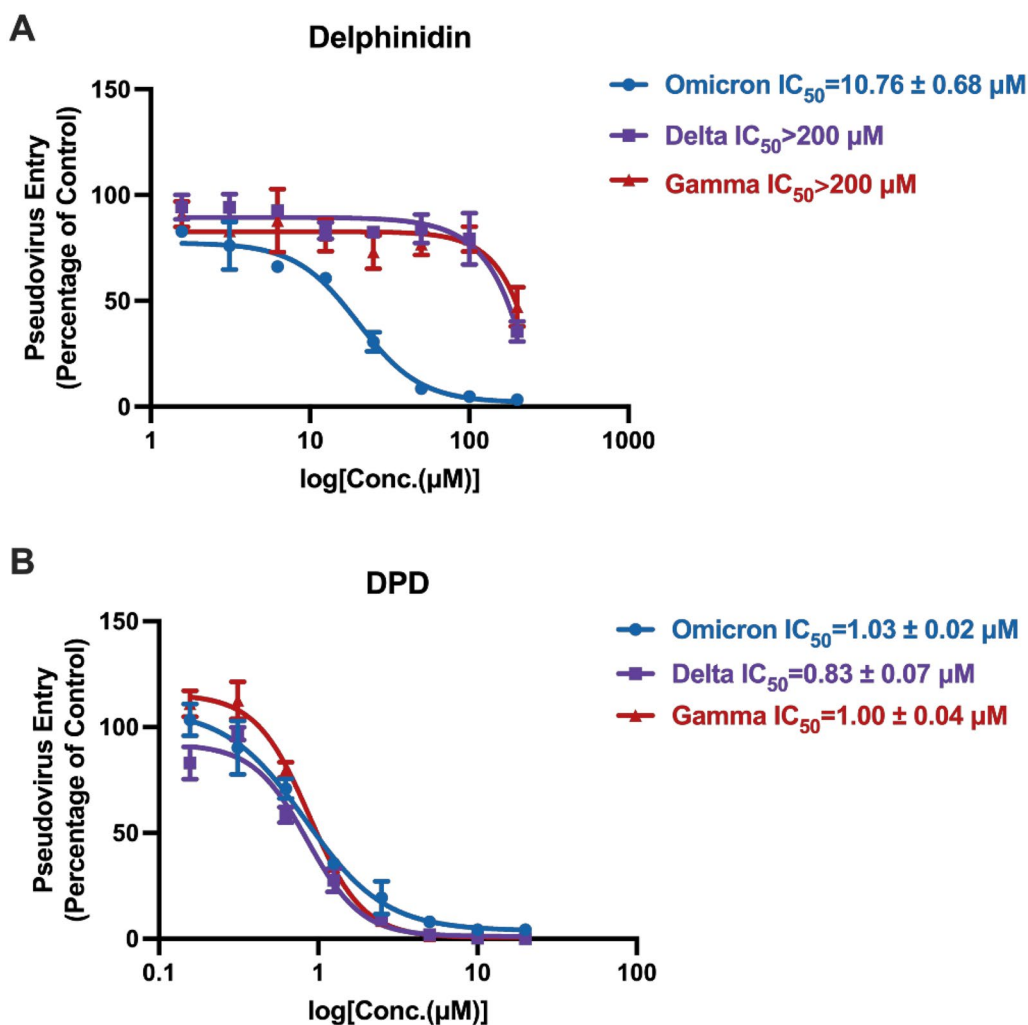 A
Delphinidin
Pseudovirus Entry
(Percentage of Control)
150
100
50
0
1
10
100
1000
log[Conc.(µM)]
Omicron IC₅₀=10.76 ± 0.68 µM
Delta IC₅₀>200 µM
Gamma IC₅₀>200 µM
B
DPD
Pseudovirus Entry
(Percentage of Control)
150
100
50
0
0.1
1
10
100
log[Conc.(µM)]
Omicron IC₅₀=1.03 ± 0.02 µM
Delta IC₅₀=0.83 ± 0.07 µM
Gamma IC₅₀=1.00 ± 0.04 µM